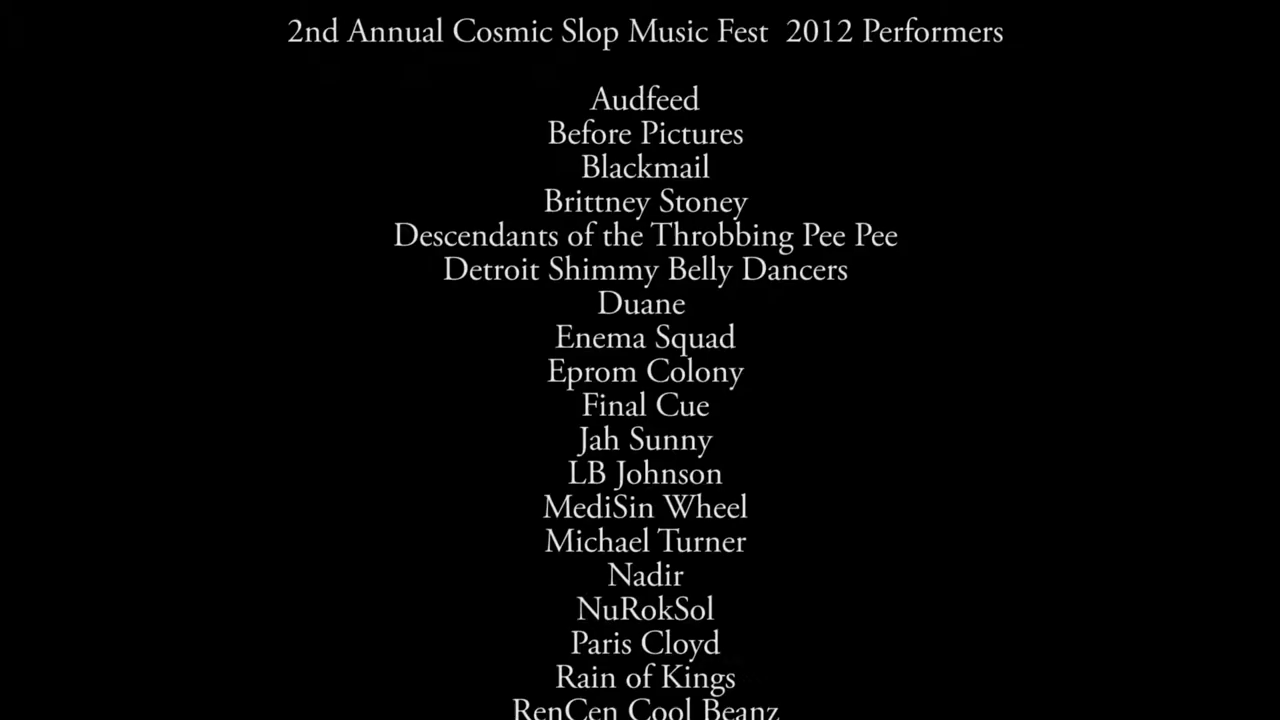 2nd Annual Cosmic Slop Music Fest 2012 Performers
Audfeed
Before Pictures
Blackmail
Brittney Stoney
Descendants of the Throbbing Pee Pee
Detroit Shimmy Belly Dancers
Duane
Enema Squad
Eprom Colony
Final Cue
Jah Sunny
LB Johnson
MediSin Wheel
Michael Turner
Nadir
NuRokSol
Paris Cloyd
Rain of Kings
RenCen Cool Beanz